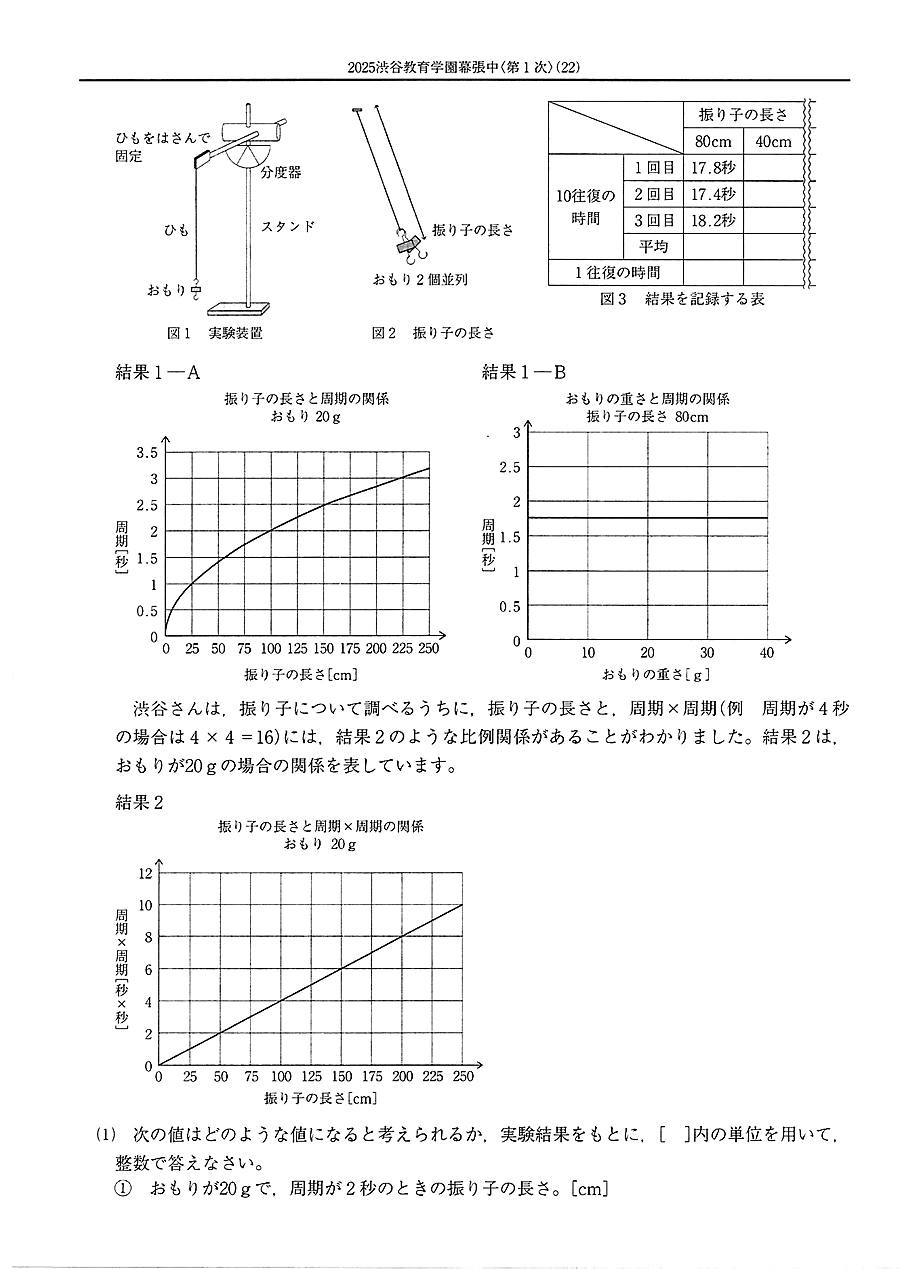 2025渋谷教育学園幕張中〈第1次〉(22)
ひもをはさんで
固定
分度器
ひも
スタンド
おもり
図1 実験装置
振り子の長さ
おもり2個並列
図2 振り子の長さ
振り子の長さ
80cm 40cm
10往復の
時間
1回目 17.8秒
2回目 17.4秒
3回目 18.2秒
平均
1往復の時間
図3 結果を記録する表
結果1—A
振り子の長さと周期の関係
おもり 20g
周期[秒]
3.5
3
2.5
2
1.5
1
0.5
0
0 25 50 75 100 125 150 175 200 225 250
振り子の長さ[cm]
結果1—B
おもりの重さと周期の関係
振り子の長さ 80cm
周期[秒]
3
2.5
2
1.5
1
0.5
0
0 10 20 30 40
おもりの重さ[g]
渋谷さんは，振り子について調べるうちに，振り子の長さと，周期×周期(例 周期が4秒
の場合は4×4=16)には，結果2のような比例関係があることがわかりました。結果2は，
おもりが20gの場合の関係を表しています。
結果2
振り子の長さと周期×周期の関係
おもり 20g
周期×周期[秒×秒]
12
10
8
6
4
2
0
0 25 50 75 100 125 150 175 200 225 250
振り子の長さ[cm]
(1) 次の値はどのような値になると考えられるか，実験結果をもとに，[ ]内の単位を用いて，
整数で答えなさい。
① おもりが20gで，周期が2秒のときの振り子の長さ。[cm]